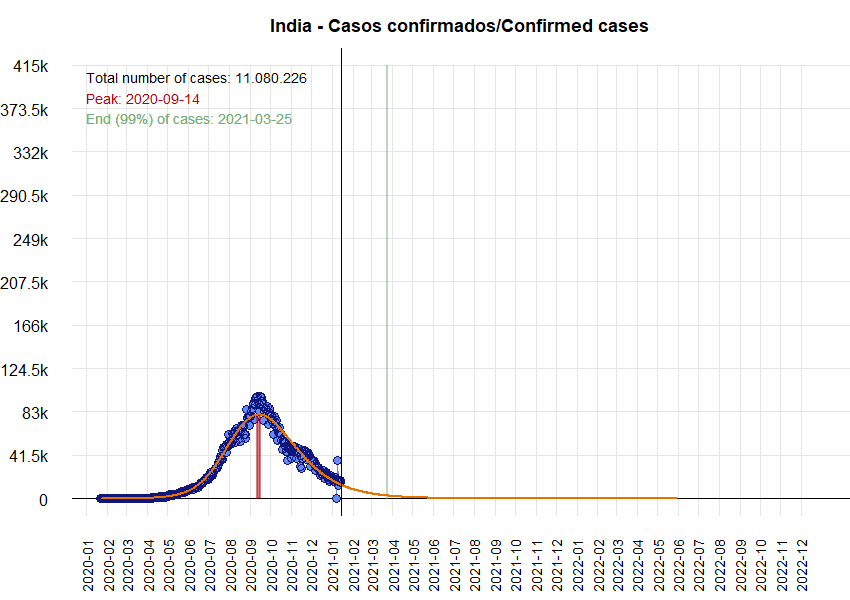 India - Casos confirmados/Confirmed cases
415k
373.5k
332k
290.5k
249k
207.5k
166k
124.5k
83k
41.5k
0
Total number of cases: 11.080.226
Peak: 2020-09-14
End (99%) of cases: 2021-03-25
2020-01
2020-02
2020-03
2020-04
2020-05
2020-06
2020-07
2020-08
2020-09
2020-10
2020-11
2020-12
2021-01
2021-02
2021-03
2021-04
2021-05
2021-06
2021-07
2021-08
2021-09
2021-10
2021-11
2021-12
2022-01
2022-02
2022-03
2022-04
2022-05
2022-06
2022-07
2022-08
2022-09
2022-10
2022-11
2022-12